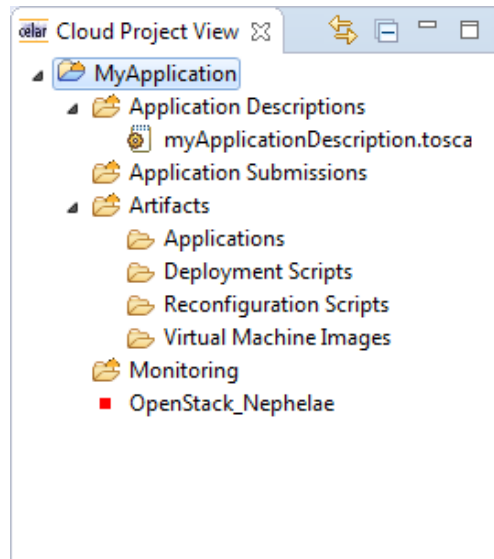 celar Cloud Project View
MyApplication
Application Descriptions
myApplicationDescription.tosca
Application Submissions
Artifacts
Applications
Deployment Scripts
Reconfiguration Scripts
Virtual Machine Images
Monitoring
OpenStack_Nephelae